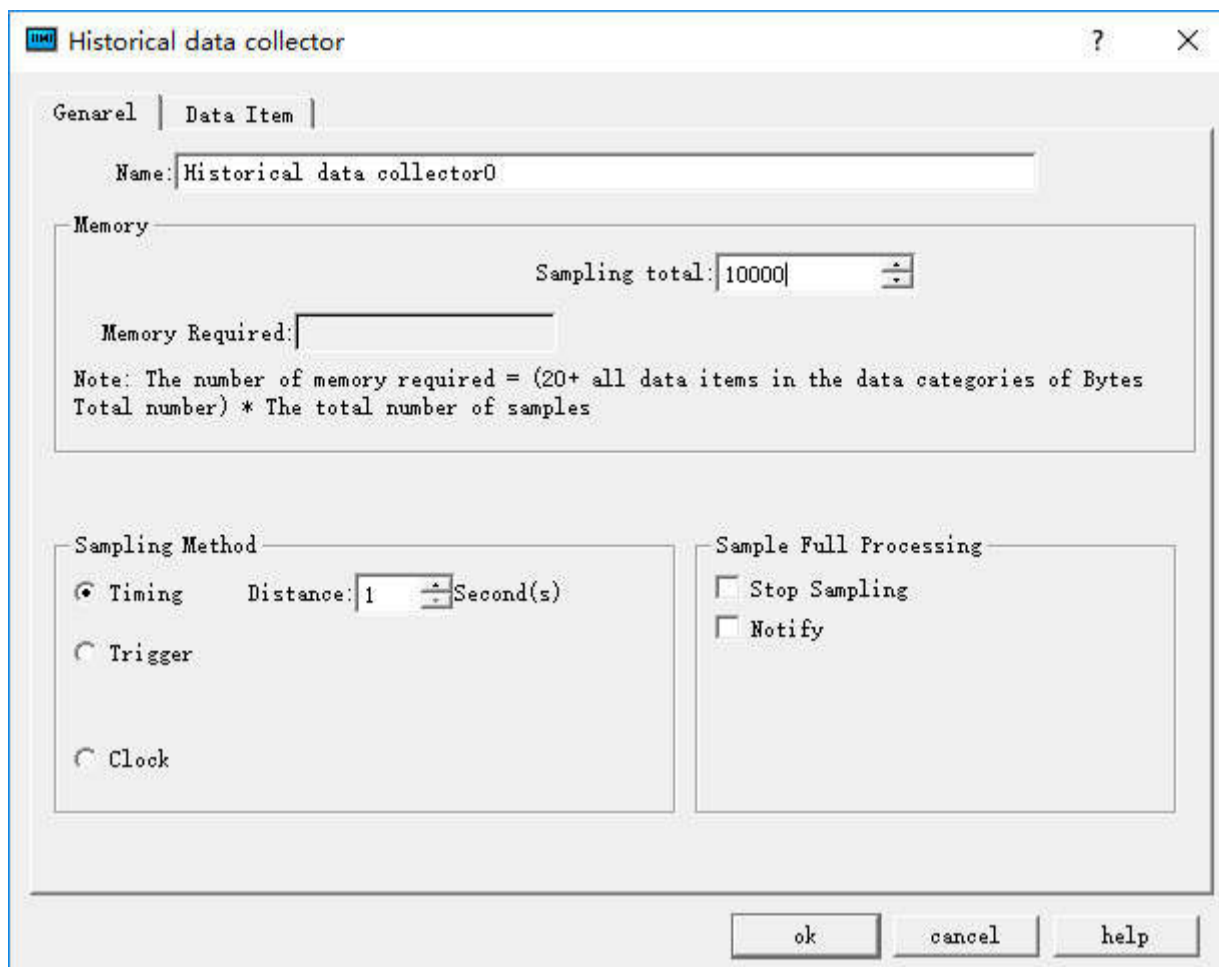 Historical data collector
?
Genarel
Data Item
Name: Historical data collector0
Memory
Sampling total: 10000
Memory Required:
Note: The number of memory required = (20+ all data items in the data categories of Bytes
Total number) * The total number of samples
Sampling Method
Timing Distance: 1 Second(s)
Trigger
Clock
Sample Full Processing
Stop Sampling
Notify
ok
cancel
help